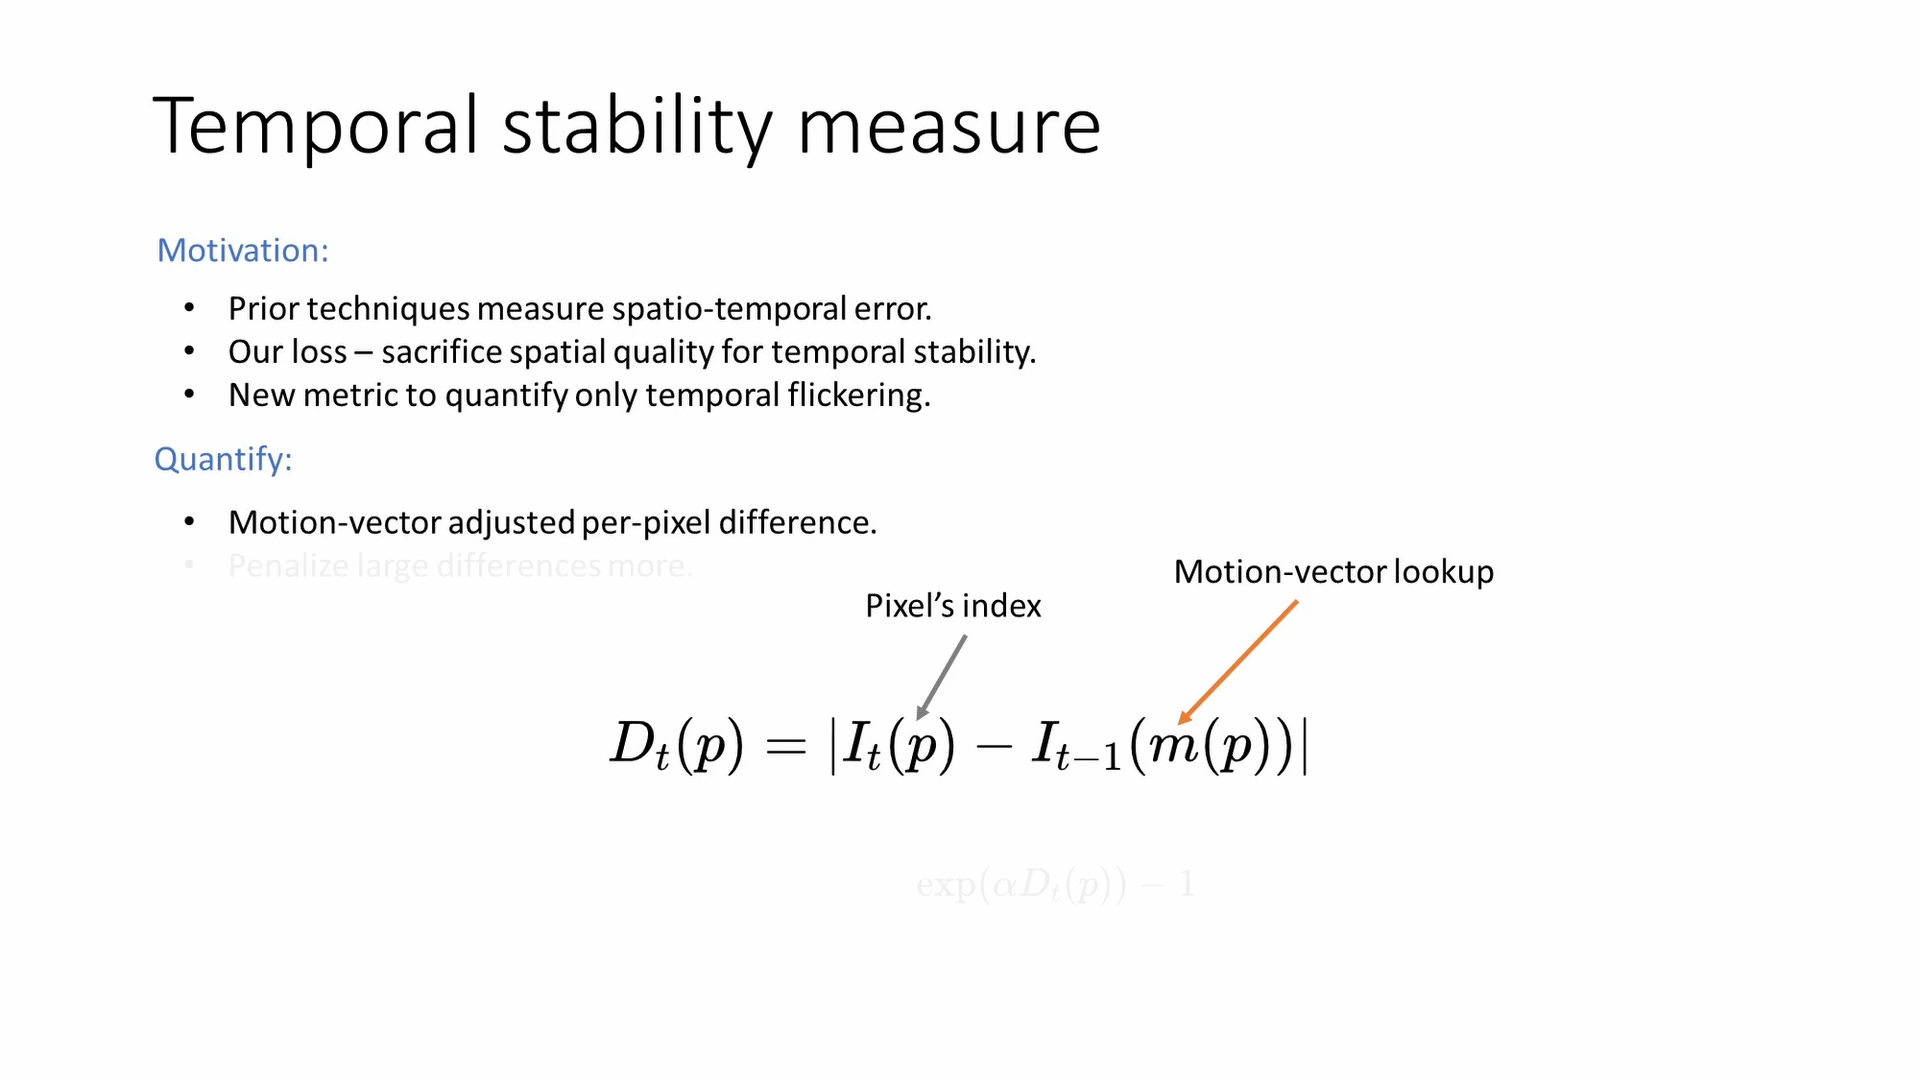 Temporal stability measure
Motivation:
• Prior techniques measure spatio-temporal error.
• Our loss – sacrifice spatial quality for temporal stability.
• New metric to quantify only temporal flickering.
Quantify:
• Motion-vector adjusted per-pixel difference.
• Penalize large differences more.
Motion-vector lookup
Pixel’s index
D_t(p) = |I_t(p) − I_{t−1}(m(p))|
exp(αD_t(p)) − 1